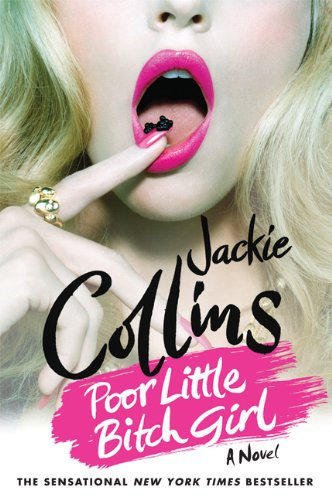 Jackie
Collins
Poor Little
Bitch Girl
A Novel
THE SENSATIONAL NEW YORK TIMES BESTSELLER